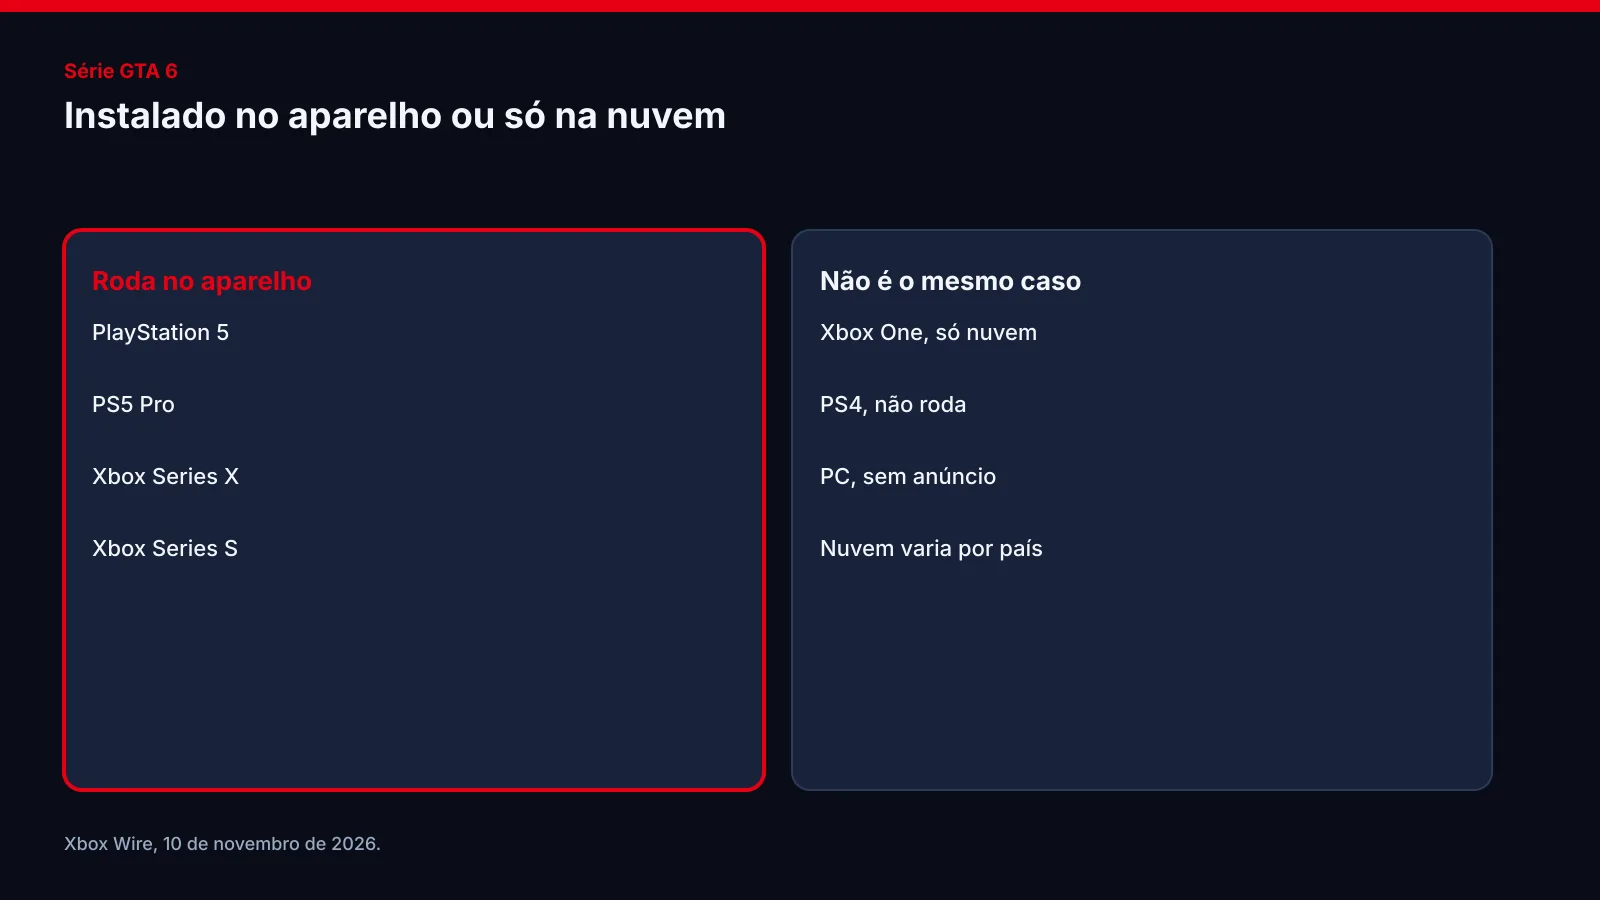 Série GTA 6
Instalado no aparelho ou só na nuvem
Roda no aparelho
PlayStation 5
PS5 Pro
Xbox Series X
Xbox Series S
Não é o mesmo caso
Xbox One, só nuvem
PS4, não roda
PC, sem anúncio
Nuvem varia por país
Xbox Wire, 10 de novembro de 2026.